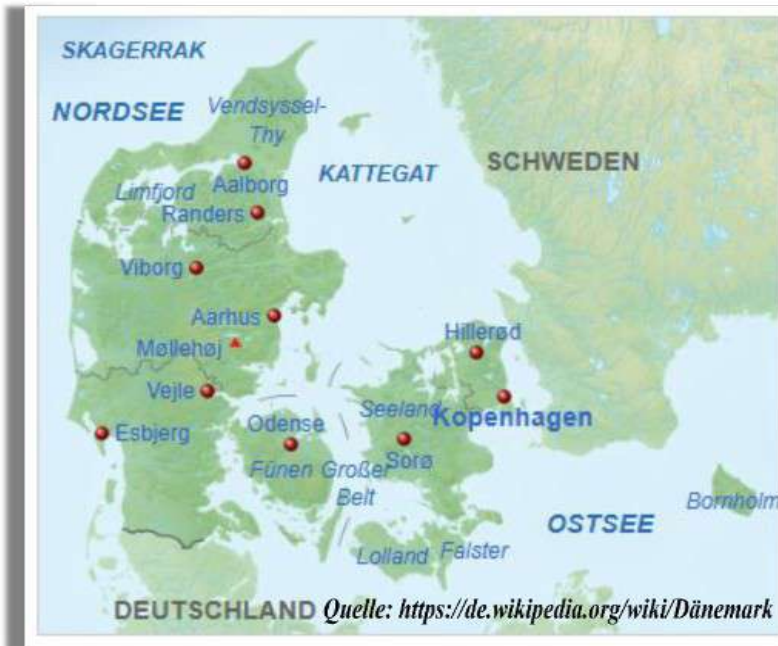 SKAGERRAK
NORDSEE
Vendsyssel-
Thy
KATTEGAT
SCHWEDEN
Limfjord
Aalborg
Randers
Viborg
Aarhus
Møllehøj
Hillerød
Vejle
Seeland
Kopenhagen
Esbjerg
Odense
Sorø
Fünen
Großer
Belt
Bornholm
OSTSEE
Lolland
Falster
DEUTSCHLAND
Quelle: https://de.wikipedia.org/wiki/Dänemark